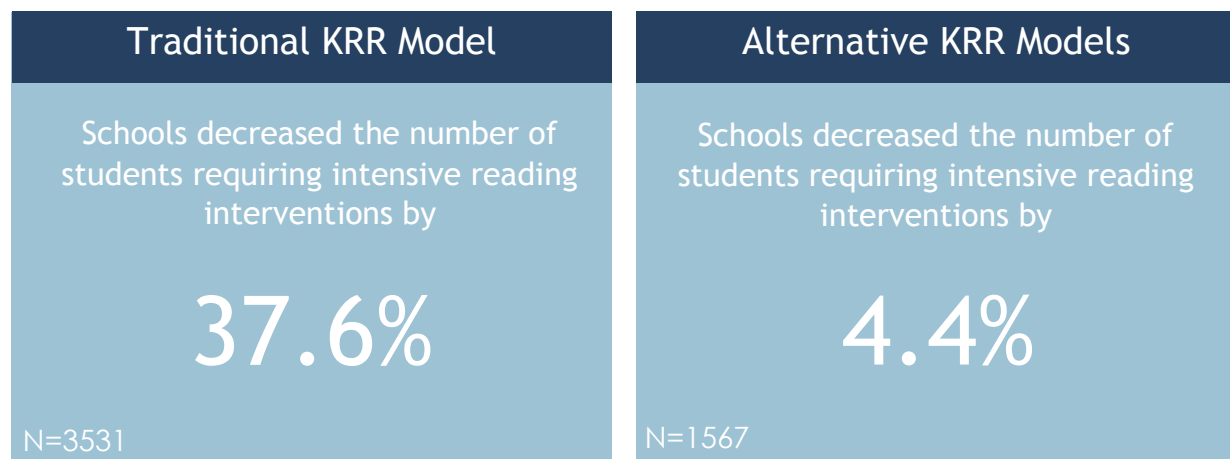 Traditional KRR Model
Schools decreased the number of
students requiring intensive reading
interventions by
37.6%
N=3531
Alternative KRR Models
Schools decreased the number of
students requiring intensive reading
interventions by
4.4%
N=1567